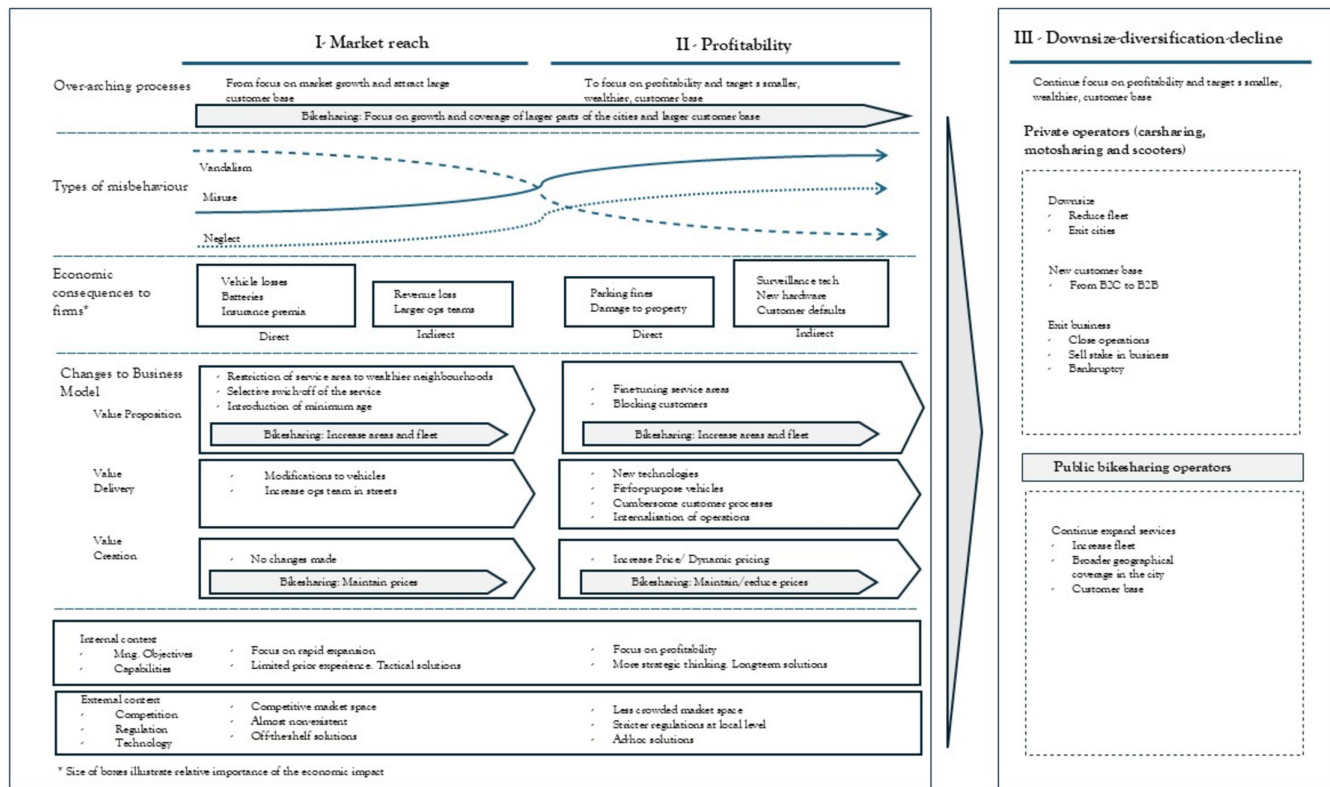 I- Market reach
II - Profitability
Over-arching processes
From focus on market growth and attract large
customer base
To focus on profitability and target s smaller,
wealthier, customer base
Bikesharing: Focus on growth and coverage of larger parts of the cities and larger customer base
Types of misbehaviour
Vandalism
Misuse
Neglect
Economic
consequences to
firms*
Vehicle losses
Batteries
Insurance premia
Direct
Revenue loss
Larger ops teams
Indirect
Parking fines
Damage to property
Direct
Surveillance tech
New hardware
Customer defaults
Indirect
Changes to Business
Model
Value Proposition
- Restriction of service area to wealthier neighbourhoods
- Selective swich-off of the service
- Introduction of minimum age
Bikesharing: Increase areas and fleet
- Finetuning service areas
- Blocking customers
Bikesharing: Increase areas and fleet
Value
Delivery
- Modifications to vehicles
- Increase ops team in streets
- New technologies
- Fit-for-purpose vehicles
- Cumbersome customer processes
- Internalisation of operations
Value
Creation
- No changes made
Bikesharing: Maintain prices
- Increase Price/ Dynamic pricing
Bikesharing: Maintain/reduce prices
Internal context
- Mng. Objectives
- Capabilities
- Focus on rapid expansion
- Limited prior experience. Tactical solutions
- Focus on profitability
- More strategic thinking. Longterm solutions
External context
- Competition
- Regulation
- Technology
- Competitive market space
- Almost non-existent
- Off-the-shelf solutions
- Less crowded market space
- Stricter regulations at local level
- Ad-hoc solutions
* Size of boxes illustrate relative importance of the economic impact
III - Downsize-diversification-decline
Continue focus on profitability and target s smaller,
wealthier, customer base
Private operators (carsharing,
motosharing and scooters)
Downsize
- Reduce fleet
- Exit cities
New customer base
- From B2C to B2B
Exit business
- Close operations
- Sell stake in business
- Bankruptcy
Public bikesharing operators
Continue expand services
- Increase fleet
- Broader geographical
coverage in the city
- Customer base